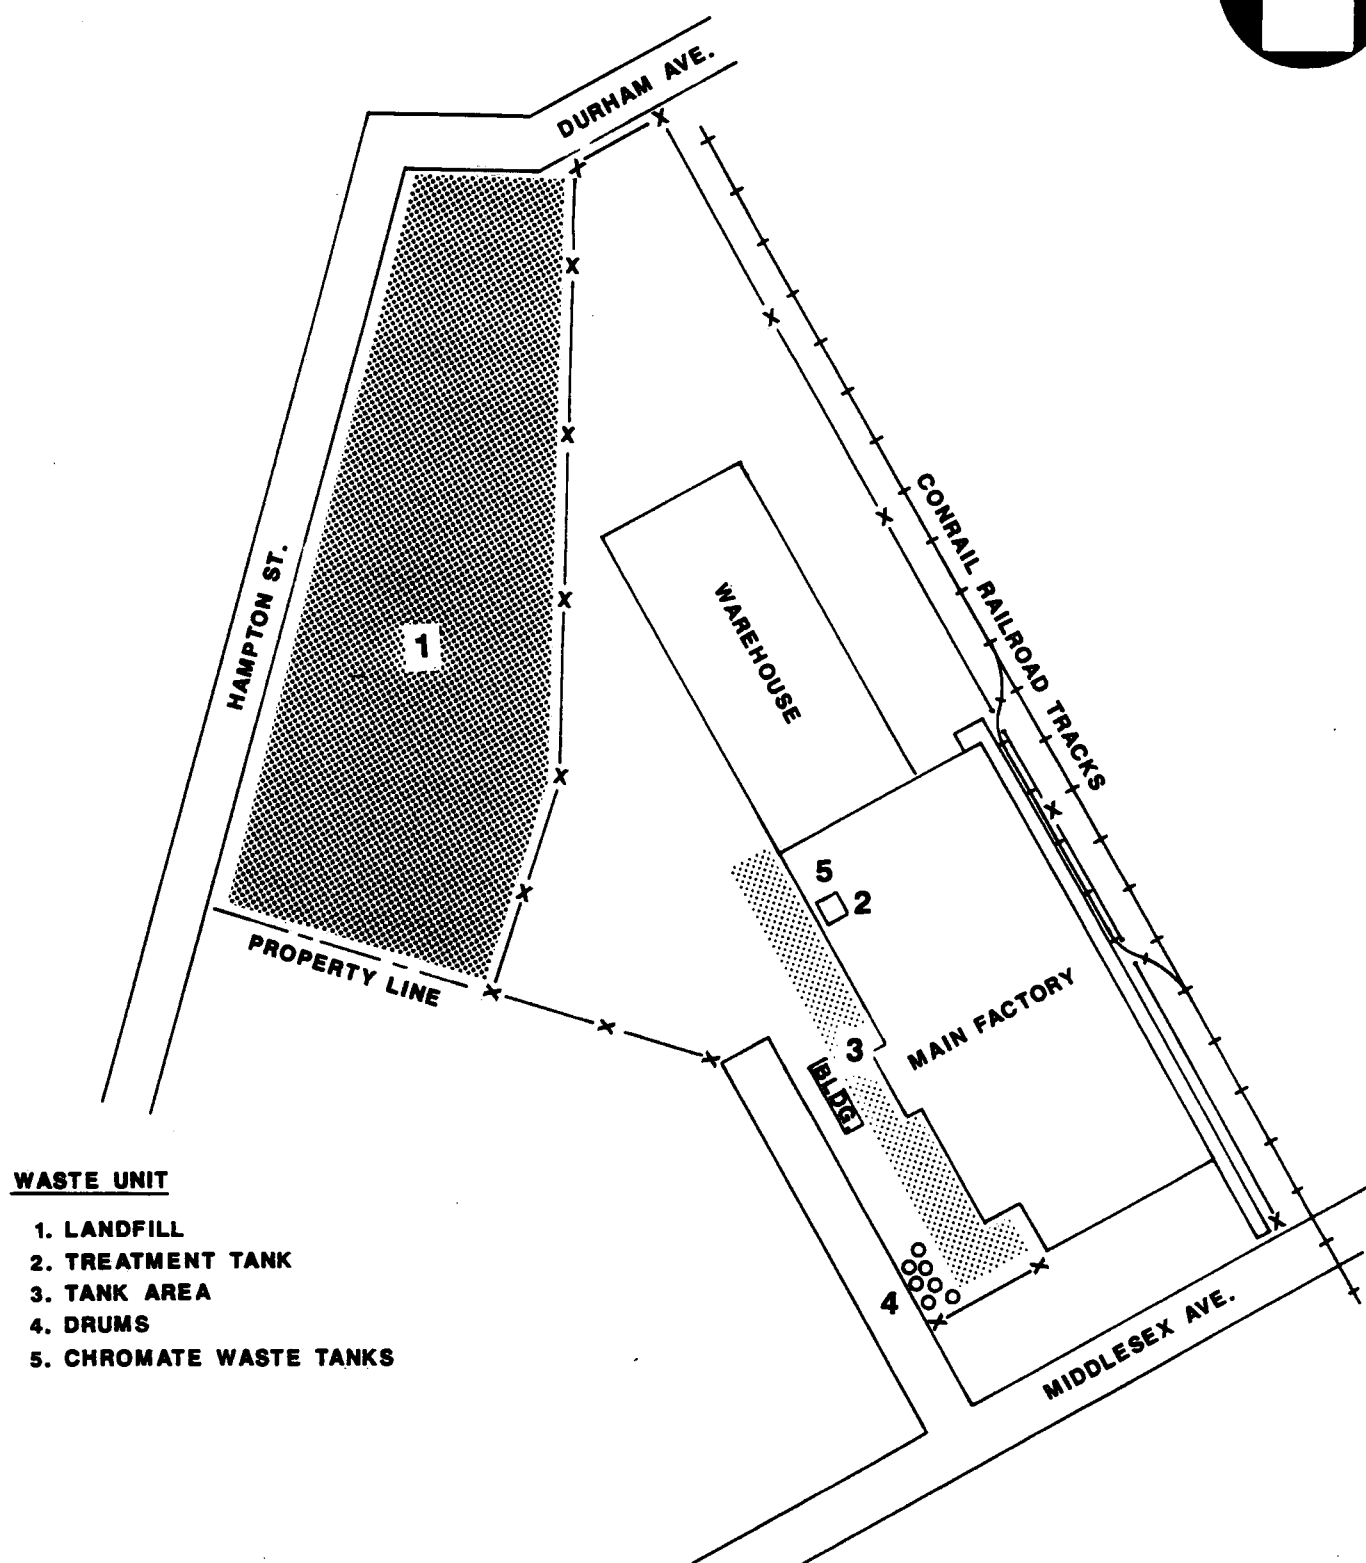 DURHAM AVE.
CONRAIL RAILROAD TRACKS
HAMPTON ST.
WAREHOUSE
1
5
2
PROPERTY LINE
MAIN FACTORY
3
BLDG
4
MIDDLESEX AVE.
WASTE UNIT
1. LANDFILL
2. TREATMENT TANK
3. TANK AREA
4. DRUMS
5. CHROMATE WASTE TANKS